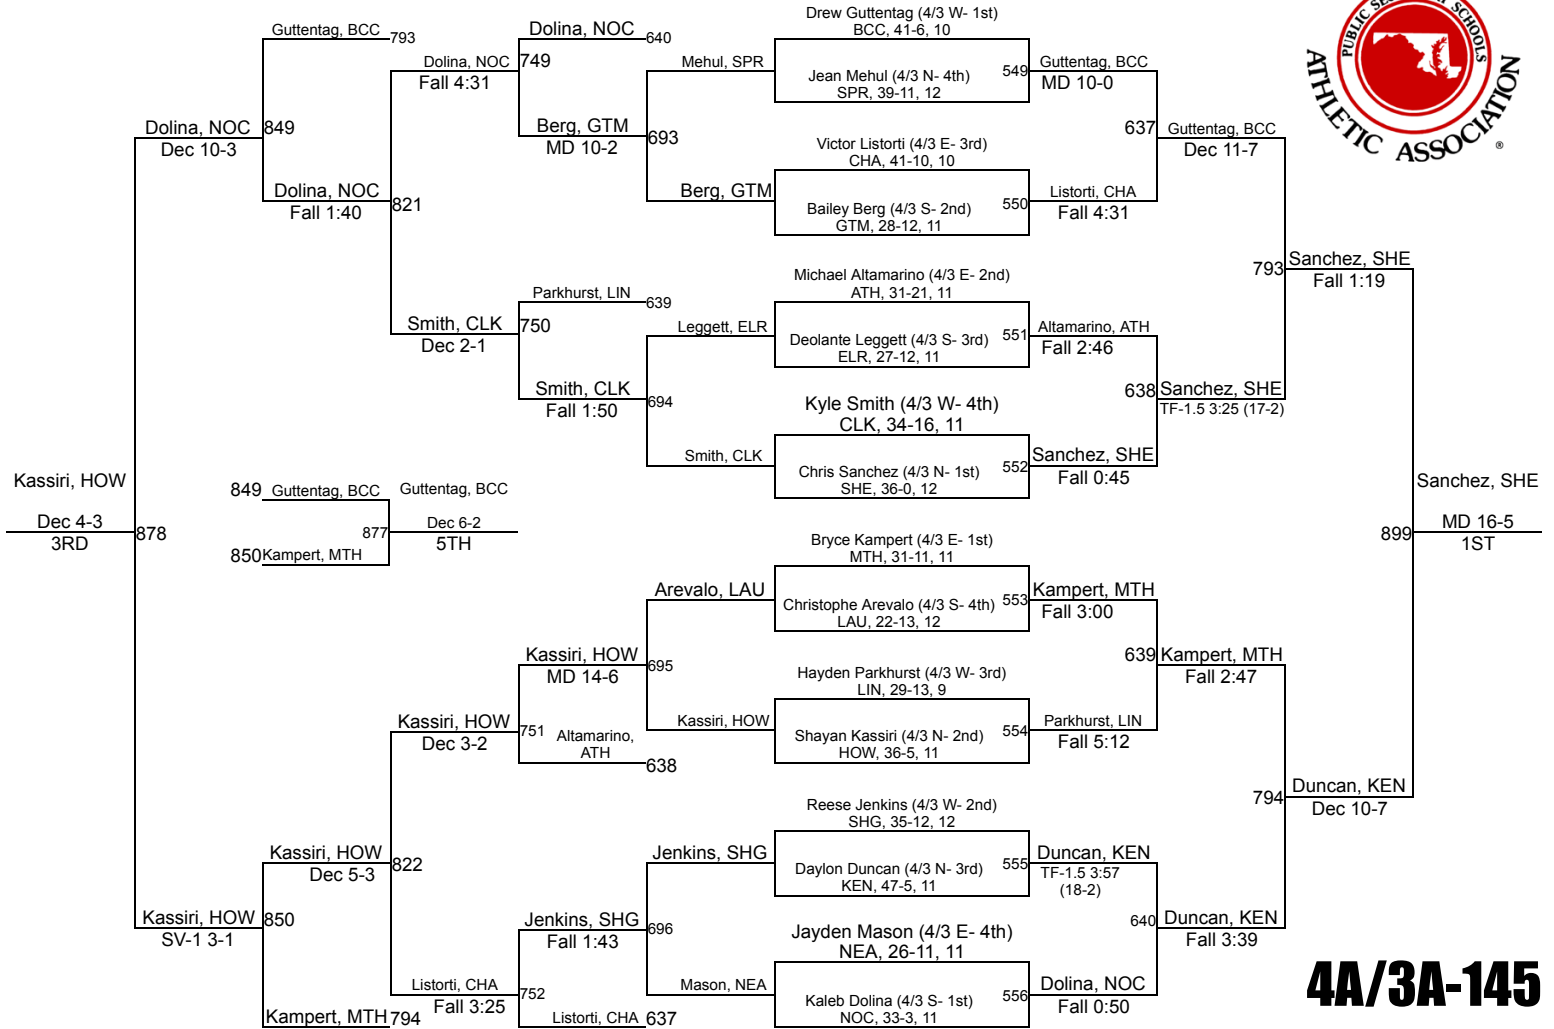 Drew Guttentag (4/3 W- 1st)
BCC, 41-6, 10
Jean Mehul (4/3 N- 4th)
SPR, 39-11, 12
549
Victor Listorti (4/3 E- 3rd)
CHA, 41-10, 10
Bailey Berg (4/3 S- 2nd)
GTM, 28-12, 11
550
Michael Altamarino (4/3 E- 2nd)
ATH, 31-21, 11
Deolante Leggett (4/3 S- 3rd)
ELR, 27-12, 11
551
Kyle Smith (4/3 W- 4th)
CLK, 34-16, 11
Chris Sanchez (4/3 N- 1st)
SHE, 36-0, 12
552
Bryce Kampert (4/3 E- 1st)
MTH, 31-11, 11
Christophe Arevalo (4/3 S- 4th)
LAU, 22-13, 12
553
Hayden Parkhurst (4/3 W- 3rd)
LIN, 29-13, 9
Shayan Kassiri (4/3 N- 2nd)
HOW, 36-5, 11
554
Reese Jenkins (4/3 W- 2nd)
SHG, 35-12, 12
Daylon Duncan (4/3 N- 3rd)
KEN, 47-5, 11
555
Jayden Mason (4/3 E- 4th)
NEA, 26-11, 11
Kaleb Dolina (4/3 S- 1st)
NOC, 33-3, 11
556
Guttentag, BCC
MD 10-0
637
Listorti, CHA
Fall 4:31
Altamarino, ATH
Fall 2:46
638
Sanchez, SHE
Fall 0:45
Kampert, MTH
Fall 3:00
639
Parkhurst, LIN
Fall 5:12
Duncan, KEN
TF-1.5 3:57
(18-2)
640
Dolina, NOC
Fall 0:50
Guttentag, BCC
Dec 11-7
793
Sanchez, SHE
TF-1.5 3:25 (17-2)
Kampert, MTH
Fall 2:47
794
Duncan, KEN
Fall 3:39
Sanchez, SHE
Fall 1:19
899
Duncan, KEN
Dec 10-7
Sanchez, SHE
MD 16-5
1ST
Mehul, SPR
693
Berg, GTM
Leggett, ELR
694
Smith, CLK
Arevalo, LAU
695
Kassiri, HOW
Jenkins, SHG
696
Mason, NEA
Dolina, NOC
640
749
Berg, GTM
MD 10-2
Parkhurst, LIN
639
750
Smith, CLK
Fall 1:50
Kassiri, HOW
MD 14-6
751
Altamarino,
ATH
638
Jenkins, SHG
Fall 1:43
752
Listorti, CHA
637
Dolina, NOC
Fall 4:31
821
Smith, CLK
Dec 2-1
Kassiri, HOW
Dec 3-2
822
Listorti, CHA
Fall 3:25
Guttentag, BCC
793
849
Dolina, NOC
Fall 1:40
Kassiri, HOW
Dec 5-3
850
Kampert, MTH
794
Dolina, NOC
Dec 10-3
878
Kassiri, HOW
SV-1 3-1
Kassiri, HOW
Dec 4-3
3RD
849
Guttentag, BCC
877
850
Kampert, MTH
Guttentag, BCC
Dec 6-2
5TH
PUBLIC SCHOOLS
ATHLETIC ASSOCIATION
®
4A/3A-145